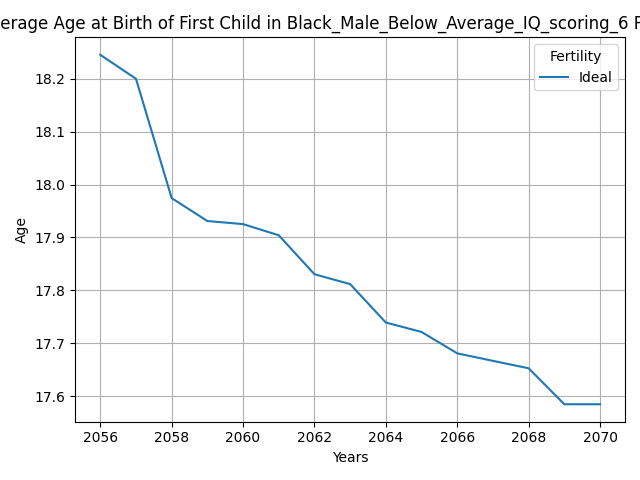 erage Age at Birth of First Child in Black_Male_Below_Average_IQ_scoring_6
Fertility
Ideal
18.2
18.1
18.0
17.9
17.8
17.7
17.6
Age
2056 2058 2060 2062 2064 2066 2068 2070
Years